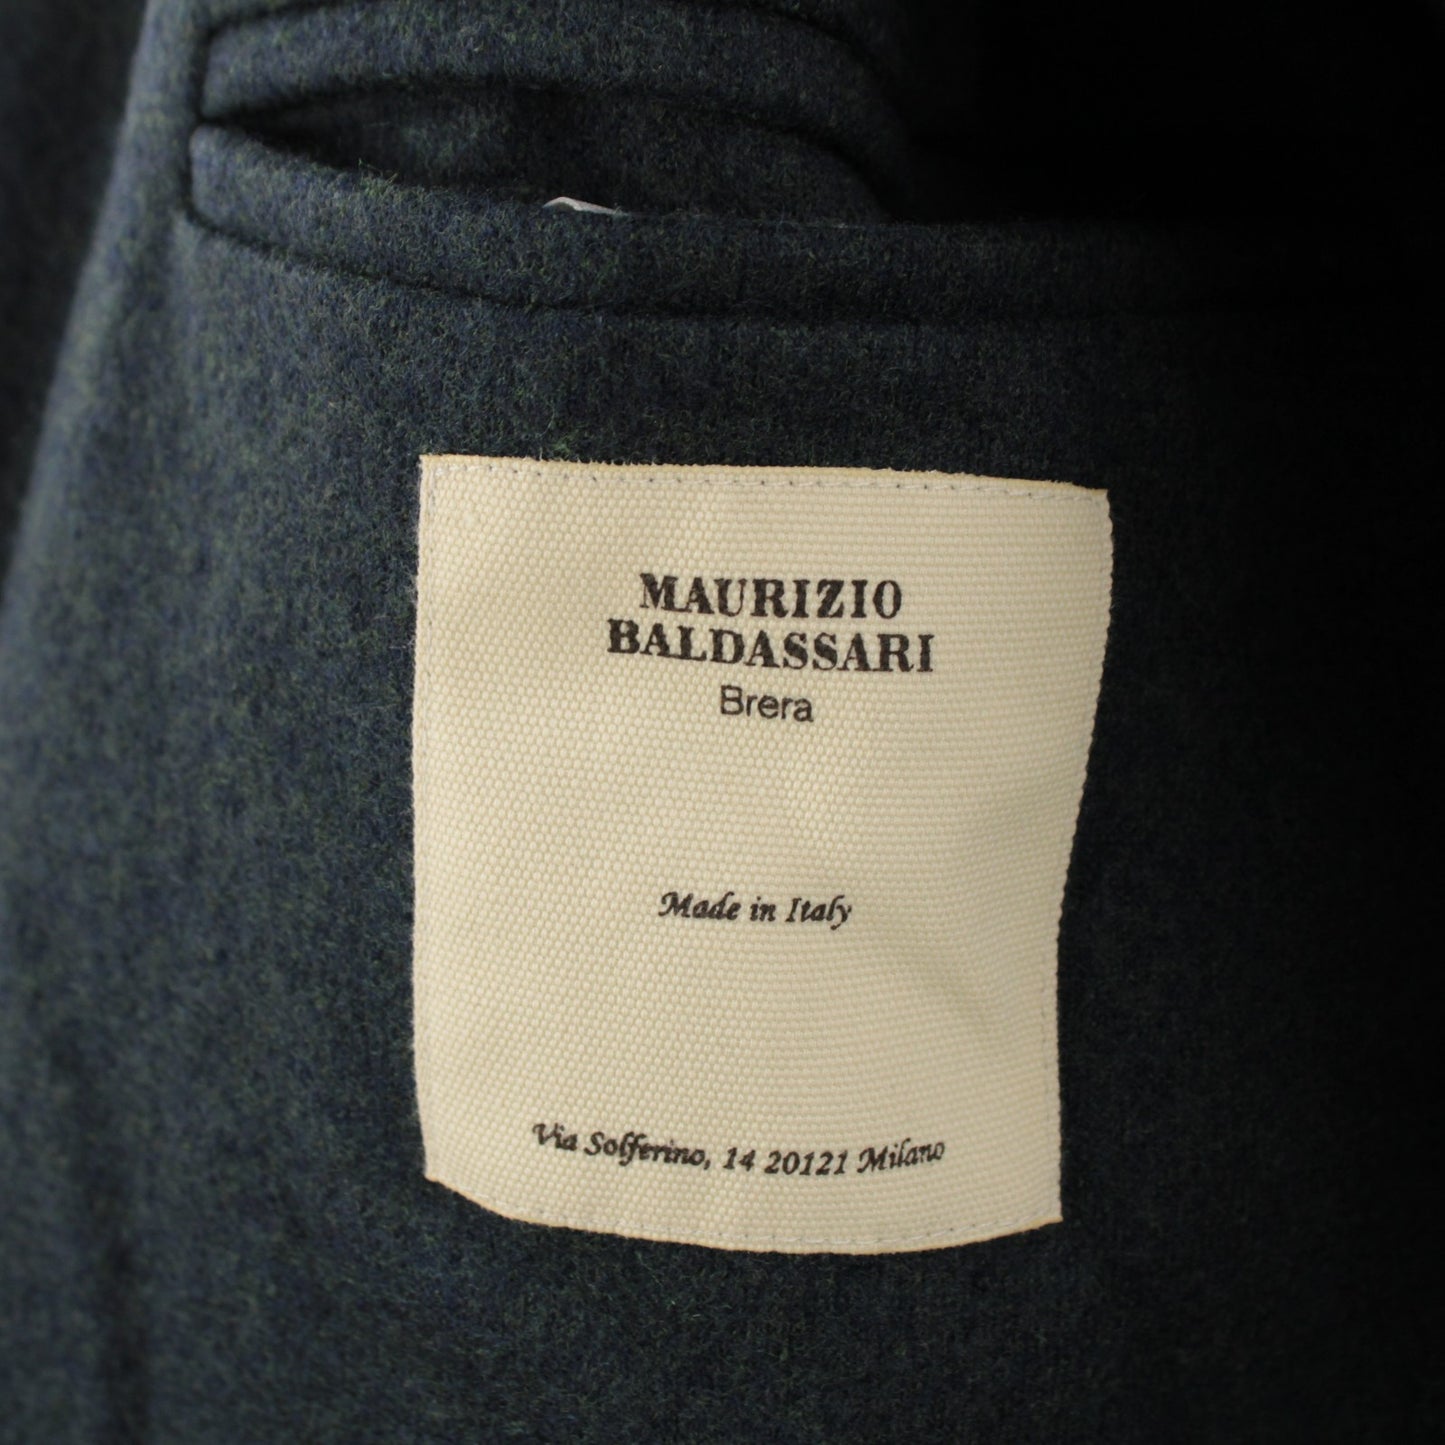 MAURIZIO
BALDASSARI
Brera
Made in Italy
Via Solferino, 14 20121 Milano